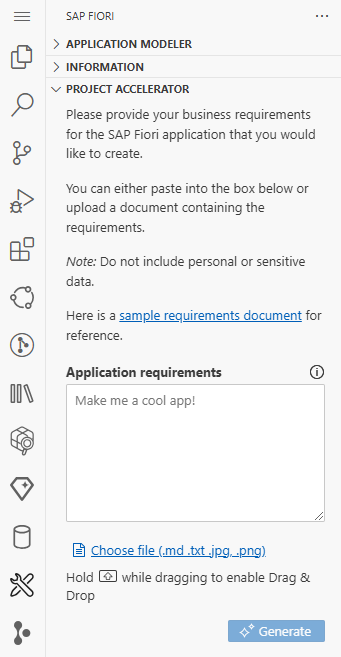 SAP FIORI
APPLICATION MODELER
INFORMATION
PROJECT ACCELERATOR
Please provide your business requirements
for the SAP Fiori application that you would
like to create.
You can either paste into the box below or
upload a document containing the
requirements.
Note: Do not include personal or sensitive
data.
Here is a sample requirements document for
reference.
Application requirements
Make me a cool app!
Choose file (.md .txt .jpg, .png)
Hold while dragging to enable Drag &
Drop
Generate